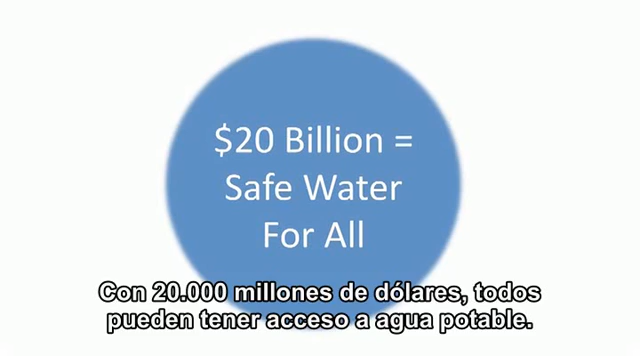 $20 Billion =
Safe Water
For All
Con 20.000 millones de dólares, todos
pueden tener acceso a agua potable.